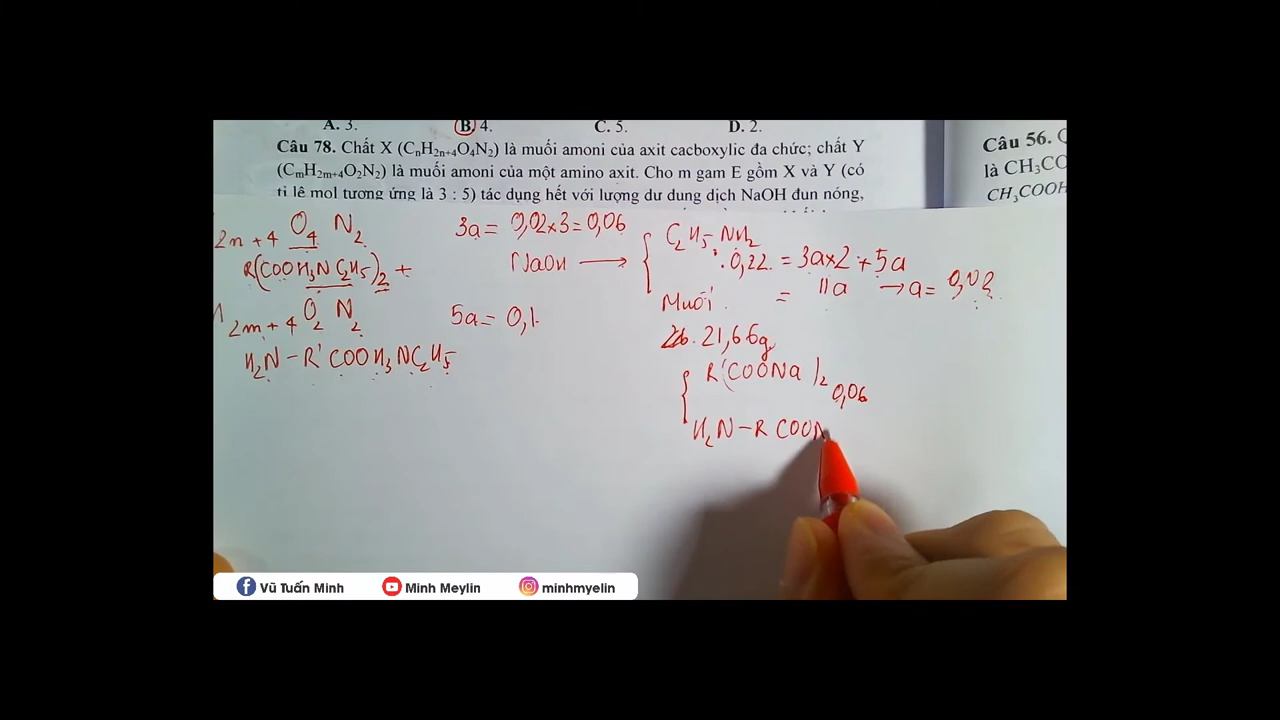 A. 3. B. 4. C. 5. D. 2.
Câu 78. Chất X (CnH2n+4O4N2) là muối amoni của axit cacboxylic đa chức; chất Y
(CmH2m+4O2N2) là muối amoni của một amino axit. Cho m gam E gồm X và Y (có
tỉ lệ mol tương ứng là 3 : 5) tác dụng hết với lượng dư dung dịch NaOH đun nóng,
Câu 56.
là CH3CO
CH3COOH
2n+4 O4 N2
R(COOH3NC2H5)2 +
2m+4 O2 N2
H2N-R'COOH3NC2H5
3a = 0,02x3 = 0,06
NaOH →
5a = 0,1
C2H5NH2
: 0,22 = 3ax2 + 5a
= 11a → a = 0,02
Muối
21,66g
R'(COONa)2 0,06
H2N-R COON
Vũ Tuấn Minh Minh Meylin minhmyelin